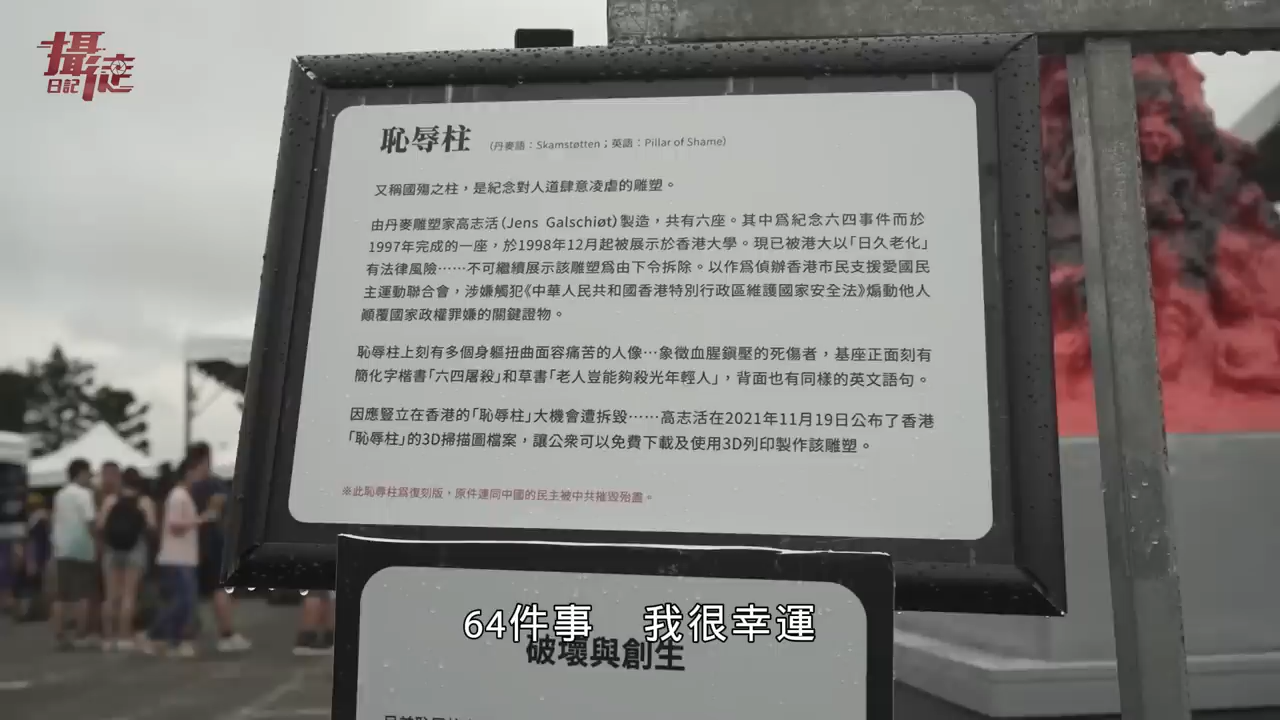 攝徒
日記
恥辱柱 (丹麥語：Skamstøtten；英語：Pillar of Shame)
又稱國殤之柱，是紀念對人道肆意凌虐的雕塑。
由丹麥雕塑家高志活(Jens Galschiøt)製造，共有六座。其中爲紀念六四事件而於
1997年完成的一座，於1998年12月起被展示於香港大學。現已被港大以「日久老化」
有法律風險⋯⋯不可繼續展示該雕塑爲由下令拆除。以作爲偵辦香港市民支援愛國民
主運動聯合會，涉嫌觸犯《中華人民共和國香港特別行政區維護國家安全法》煽動他人
顛覆國家政權罪嫌的關鍵證物。
恥辱柱上刻有多個身軀扭曲面容痛苦的人像⋯象徵血腥鎭壓的死傷者，基座正面刻有
簡化字楷書「六四屠殺」和草書「老人豈能夠殺光年輕人」，背面也有同樣的英文語句。
因應豎立在香港的「恥辱柱」大機會遭拆毀⋯⋯高志活在2021年11月19日公布了香港
「恥辱柱」的3D掃描圖檔案，讓公衆可以免費下載及使用3D列印製作該雕塑。
※此恥辱柱爲復刻版，原件連同中國的民主被中共摧毀殆盡。
64件事 我很幸運
破壞與創生